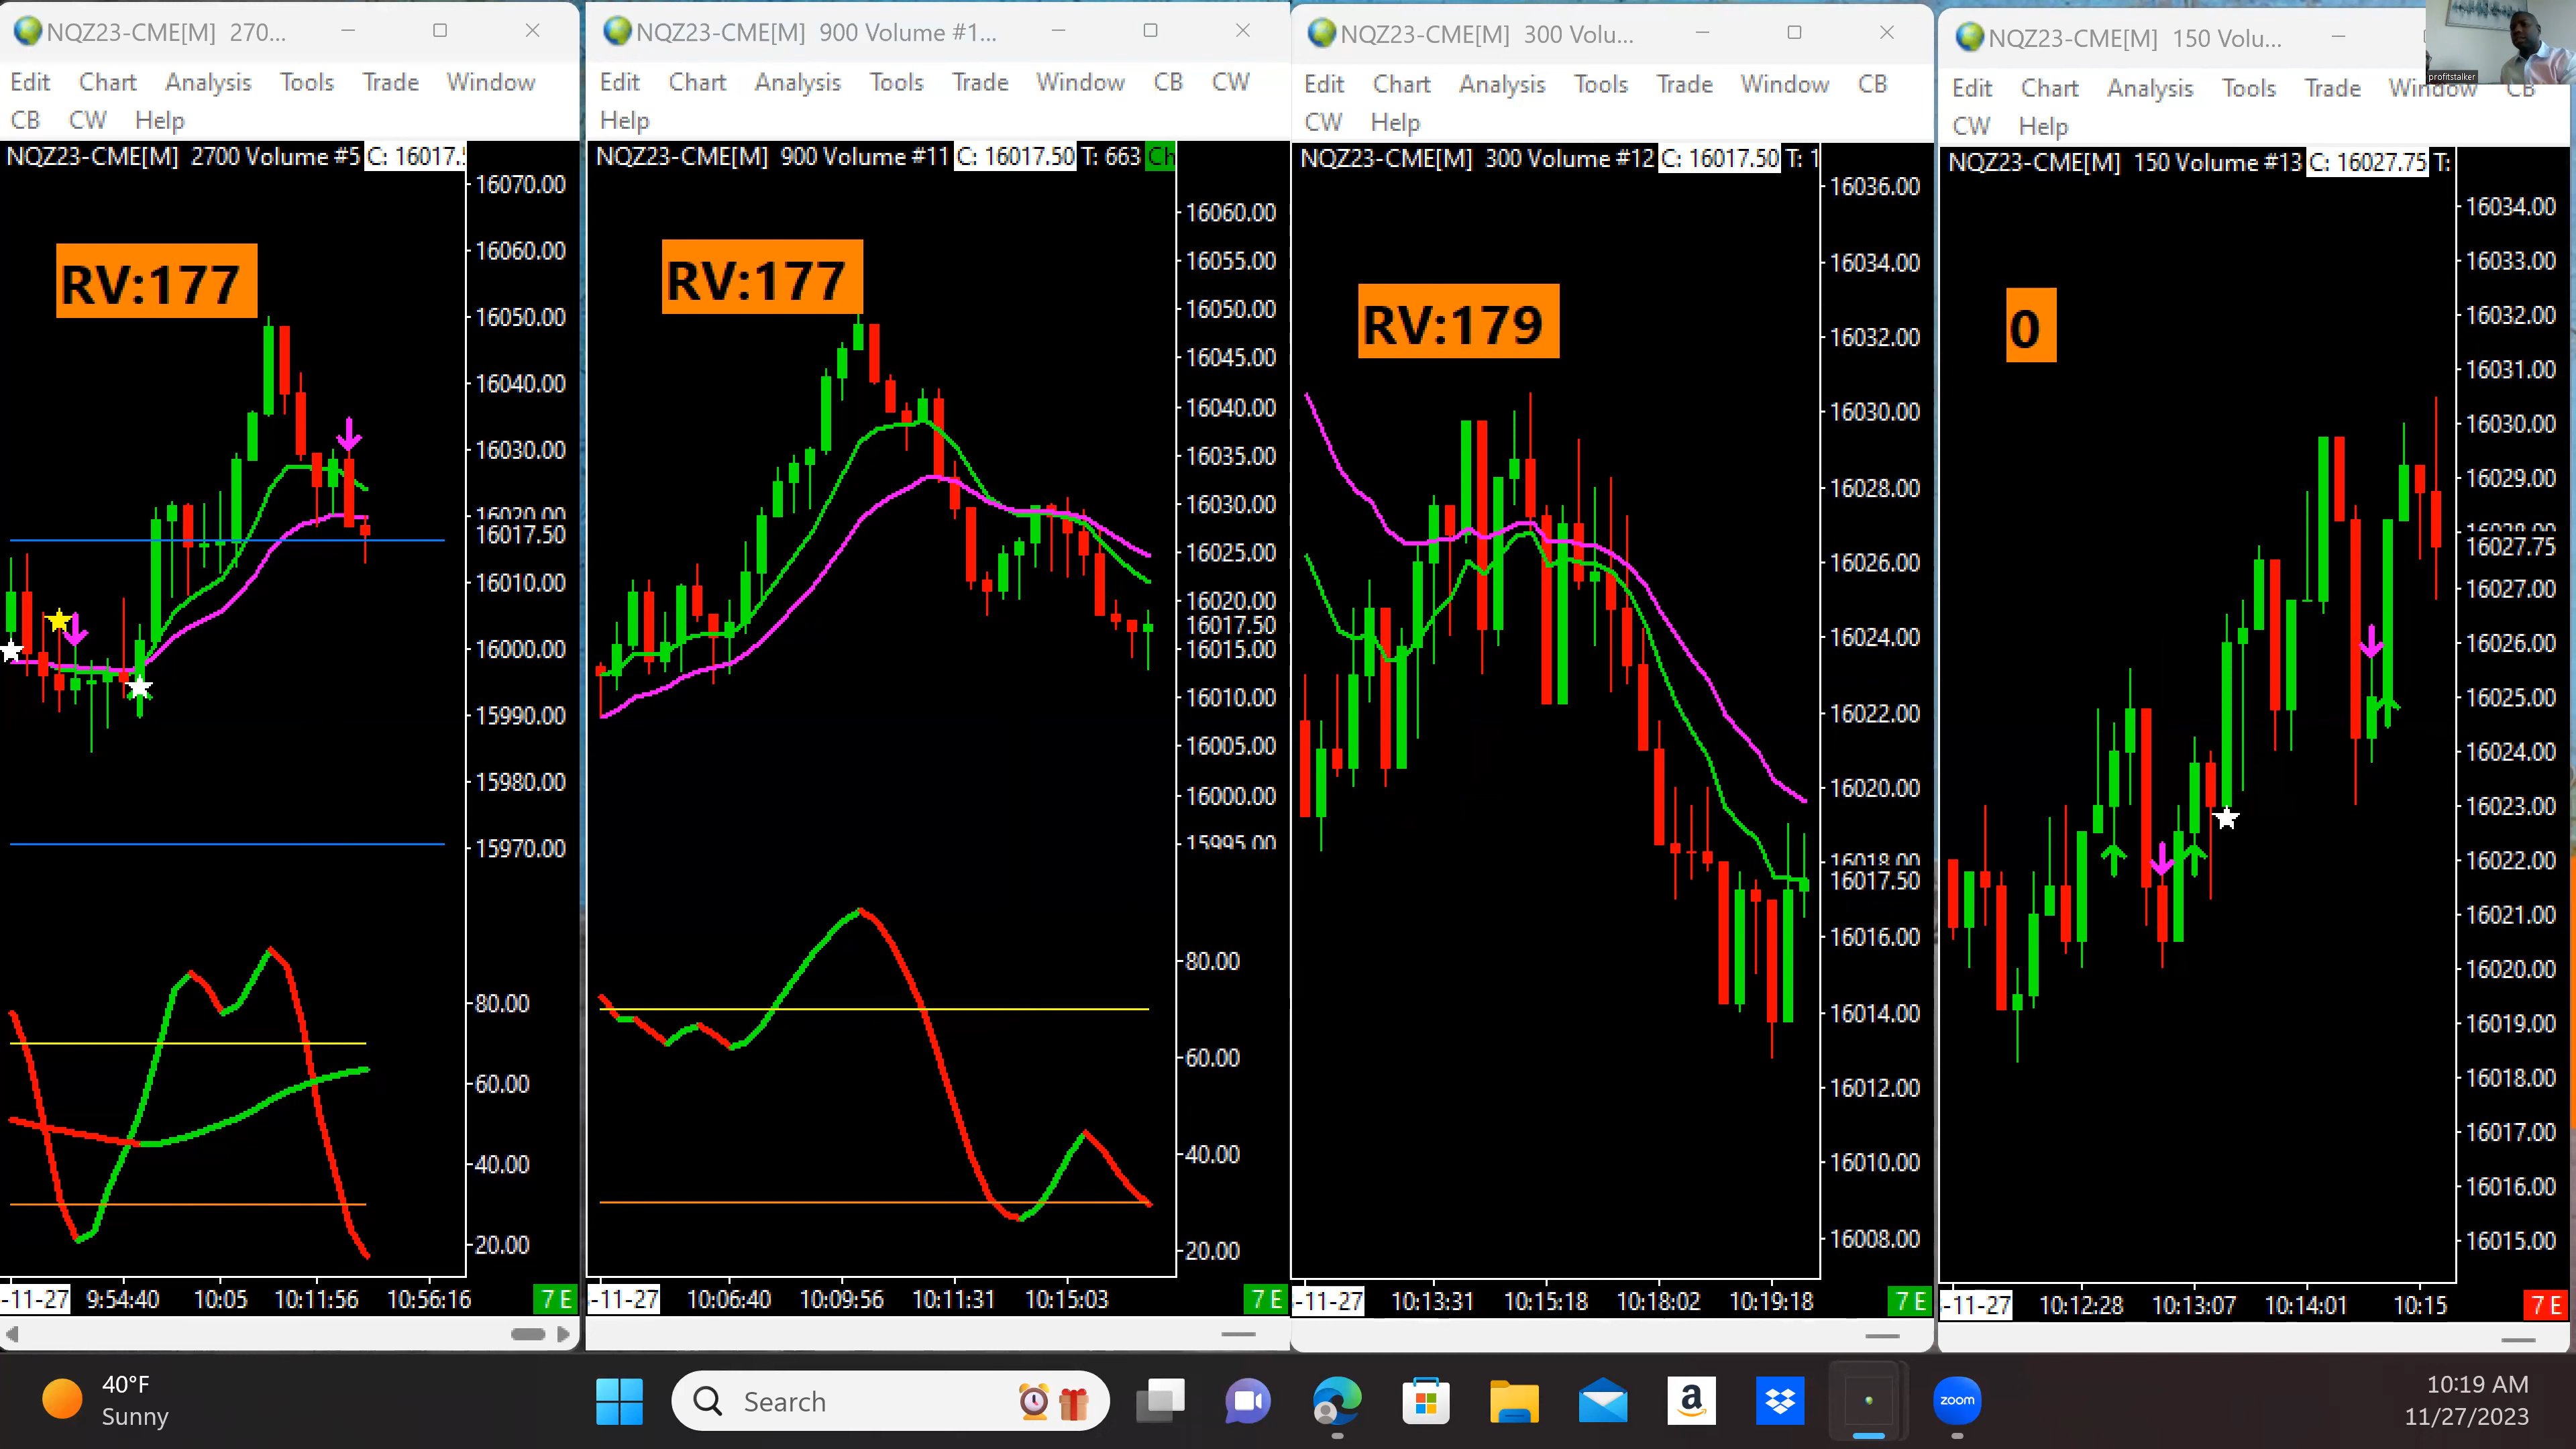 NQZ23-CME[M]  270...
Edit Chart Analysis Tools Trade Window
CB CW Help
NQZ23-CME[M]  2700 Volume #5 C: 16017.
RV:177
16070.00
16060.00
16050.00
16040.00
16030.00
16020.00
16017.50
16010.00
16000.00
15990.00
15980.00
15970.00
80.00
60.00
40.00
20.00
-11-27 9:54:40 10:05 10:11:56 10:56:16 7 E
NQZ23-CME[M]  900 Volume #1...
Edit Chart Analysis Tools Trade Window CB CW
Help
NQZ23-CME[M]  900 Volume #11 C: 16017.50 T: 663 Ch
RV:177
16060.00
16055.00
16050.00
16045.00
16040.00
16035.00
16030.00
16025.00
16020.00
16017.50
16015.00
16010.00
16005.00
16000.00
15995.00
80.00
60.00
40.00
20.00
-11-27 10:06:40 10:09:56 10:11:31 10:15:03 7 E
NQZ23-CME[M]  300 Volu...
Edit Chart Analysis Tools Trade Window CB
CW Help
NQZ23-CME[M]  300 Volume #12 C: 16017.50 T: 1
RV:179
16036.00
16034.00
16032.00
16030.00
16028.00
16026.00
16024.00
16022.00
16020.00
16018.00
16017.50
16016.00
16014.00
16012.00
16010.00
16008.00
-11-27 10:13:31 10:15:18 10:18:02 10:19:18 7 E
NQZ23-CME[M]  150 Volu...
profitstalker
Edit Chart Analysis Tools Trade Window CB
CW Help
NQZ23-CME[M]  150 Volume #13 C: 16027.75 T:
0
16034.00
16033.00
16032.00
16031.00
16030.00
16029.00
16028.00
16027.75
16027.00
16026.00
16025.00
16024.00
16023.00
16022.00
16021.00
16020.00
16019.00
16018.00
16017.00
16016.00
16015.00
-11-27 10:12:28 10:13:07 10:14:01 10:15 7 E
40°F
Sunny
Search
a
zoom
10:19 AM
11/27/2023